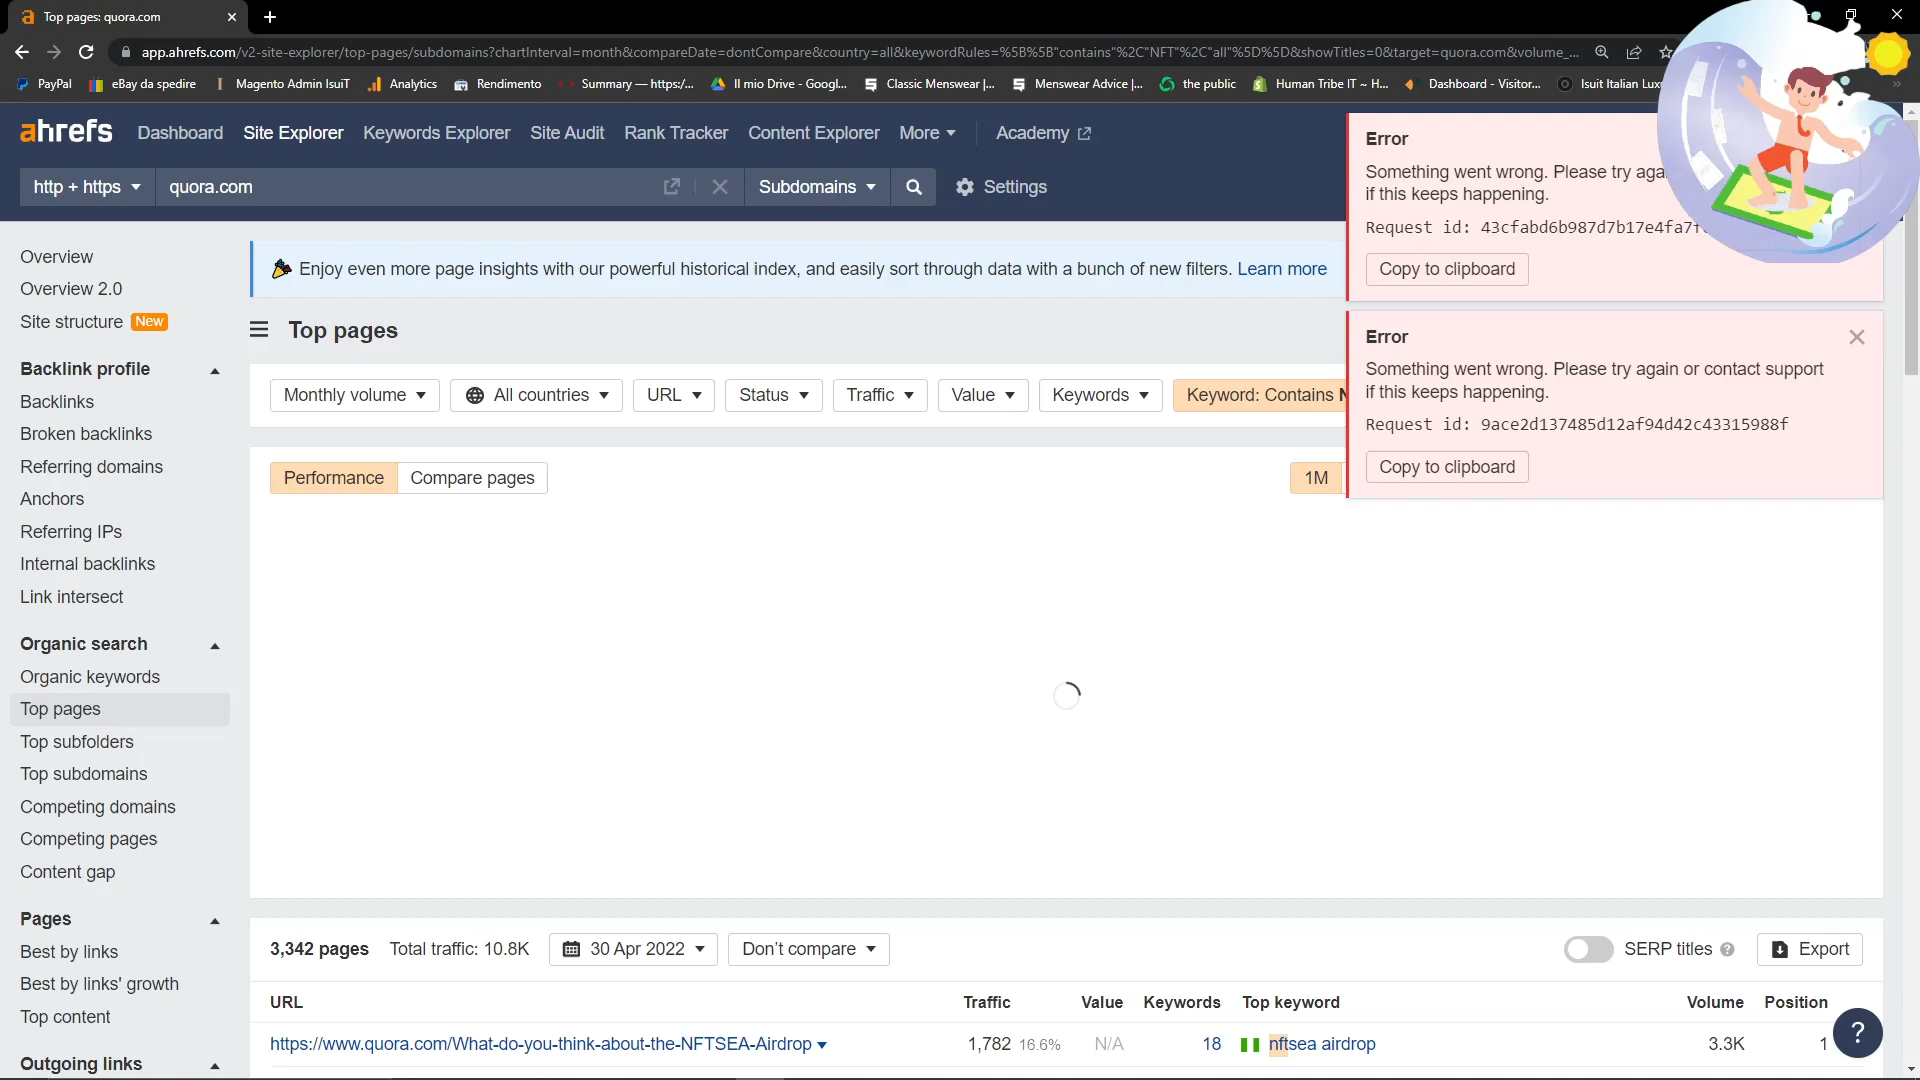 Top pages: quora.com
app.ahrefs.com/v2-site-explorer/top-pages/subdomains?chartInterval=month&compareDate=dontCompare&country=all&keywordRules=%5B%5B"contains"%2C"NFT"%2C"all"%5D%5D&showTitles=0&target=quora.com&volume_...
PayPal eBay da spedire Magento Admin IsuiT Analytics Rendimento Summary — https:/... Il mio Drive - Googl... Classic Menswear |... Menswear Advice |... the public Human Tribe IT ~ H... Dashboard - Visitor... Isuit Italian Lux
ahrefs Dashboard Site Explorer Keywords Explorer Site Audit Rank Tracker Content Explorer More Academy
http + https quora.com Subdomains Settings
Error
Something went wrong. Please try aga
if this keeps happening.
Request id: 43cfabd6b987d7b17e4fa7f
Copy to clipboard
Error
Something went wrong. Please try again or contact support
if this keeps happening.
Request id: 9ace2d137485d12af94d42c43315988f
Copy to clipboard
Overview
Overview 2.0
Site structure New
Backlink profile
Backlinks
Broken backlinks
Referring domains
Anchors
Referring IPs
Internal backlinks
Link intersect
Organic search
Organic keywords
Top pages
Top subfolders
Top subdomains
Competing domains
Competing pages
Content gap
Pages
Best by links
Best by links' growth
Top content
Outgoing links
Enjoy even more page insights with our powerful historical index, and easily sort through data with a bunch of new filters. Learn more
Top pages
Monthly volume All countries URL Status Traffic Value Keywords Keyword: Contains N
Performance Compare pages 1M
3,342 pages Total traffic: 10.8K 30 Apr 2022 Don't compare SERP titles ? Export
URL Traffic Value Keywords Top keyword Volume Position
https://www.quora.com/What-do-you-think-about-the-NFTSEA-Airdrop 1,782 16.6% N/A 18 nftsea airdrop 3.3K 1
?